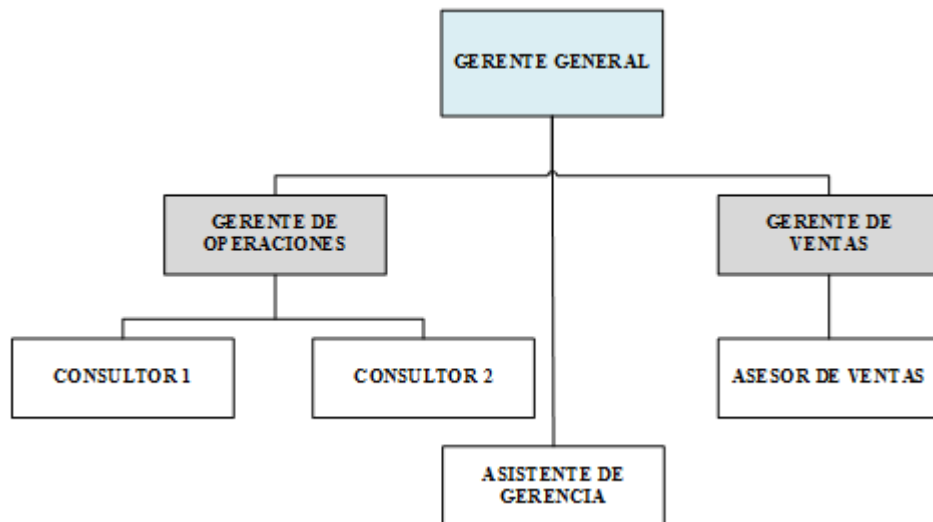 GERENTE GENERAL
GERENTE DE
OPERACIONES
GERENTE DE
VENTAS
CONSULTOR 1
CONSULTOR 2
ASESOR DE VENTAS
ASISTENTE DE
GERENCIA